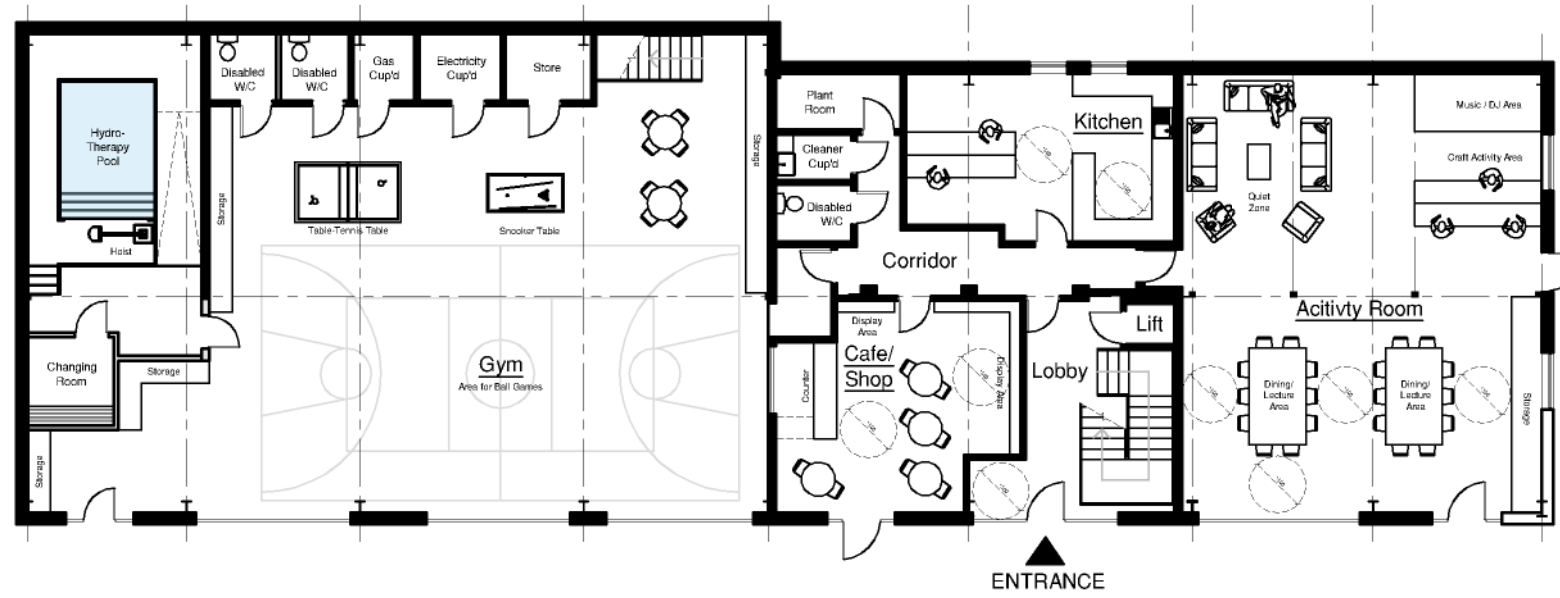 Hydro-
Therapy
Pool
Hoist
Changing
Room
Storage
Storage
Storage
Disabled
W/C
Disabled
W/C
Gas
Cup'd
Electricity
Cup'd
Store
Table-Tennis Table
Snooker Table
Storage
Gym
Area for Ball Games
Plant
Room
Cleaner
Cup'd
Disabled
W/C
Kitchen
Corridor
Display
Area
Cafe/
Shop
Counter
Display Area
Lobby
Lift
Quiet
Zone
Music / DJ Area
Craft Activity Area
Acitivty Room
Dining/
Lecture
Area
Dining/
Lecture
Area
Storage
ENTRANCE